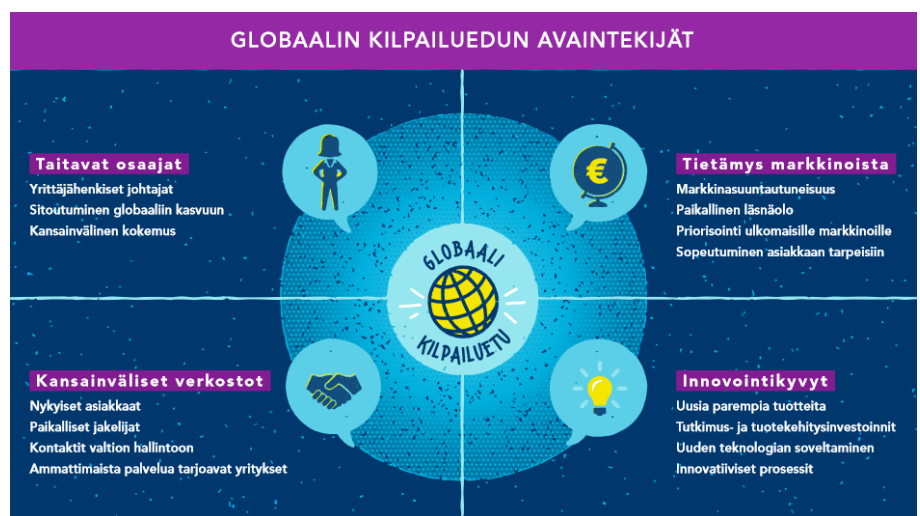 GLOBAALIN KILPAILUEDUN AVAINTEKIJÄT
Taitavat osaajat
Yrittäjähenkiset johtajat
Sitoutuminen globaaliin kasvuun
Kansainvälinen kokemus
€
Tietämys markkinoista
Markkinasuuntautuneisuus
Paikallinen läsnäolo
Priorisointi ulkomaisille markkinoille
Sopeutuminen asiakkaan tarpeisiin
GLOBAALI
KILPAILUETU
Kansainväliset verkostot
Nykyiset asiakkaat
Paikalliset jakelijat
Kontaktit valtion hallintoon
Ammattimaista palvelua tarjoavat yritykset
Innovointikyvyt
Uusia parempia tuotteita
Tutkimus- ja tuotekehitysinvestoinnit
Uuden teknologian soveltaminen
Innovatiiviset prosessit